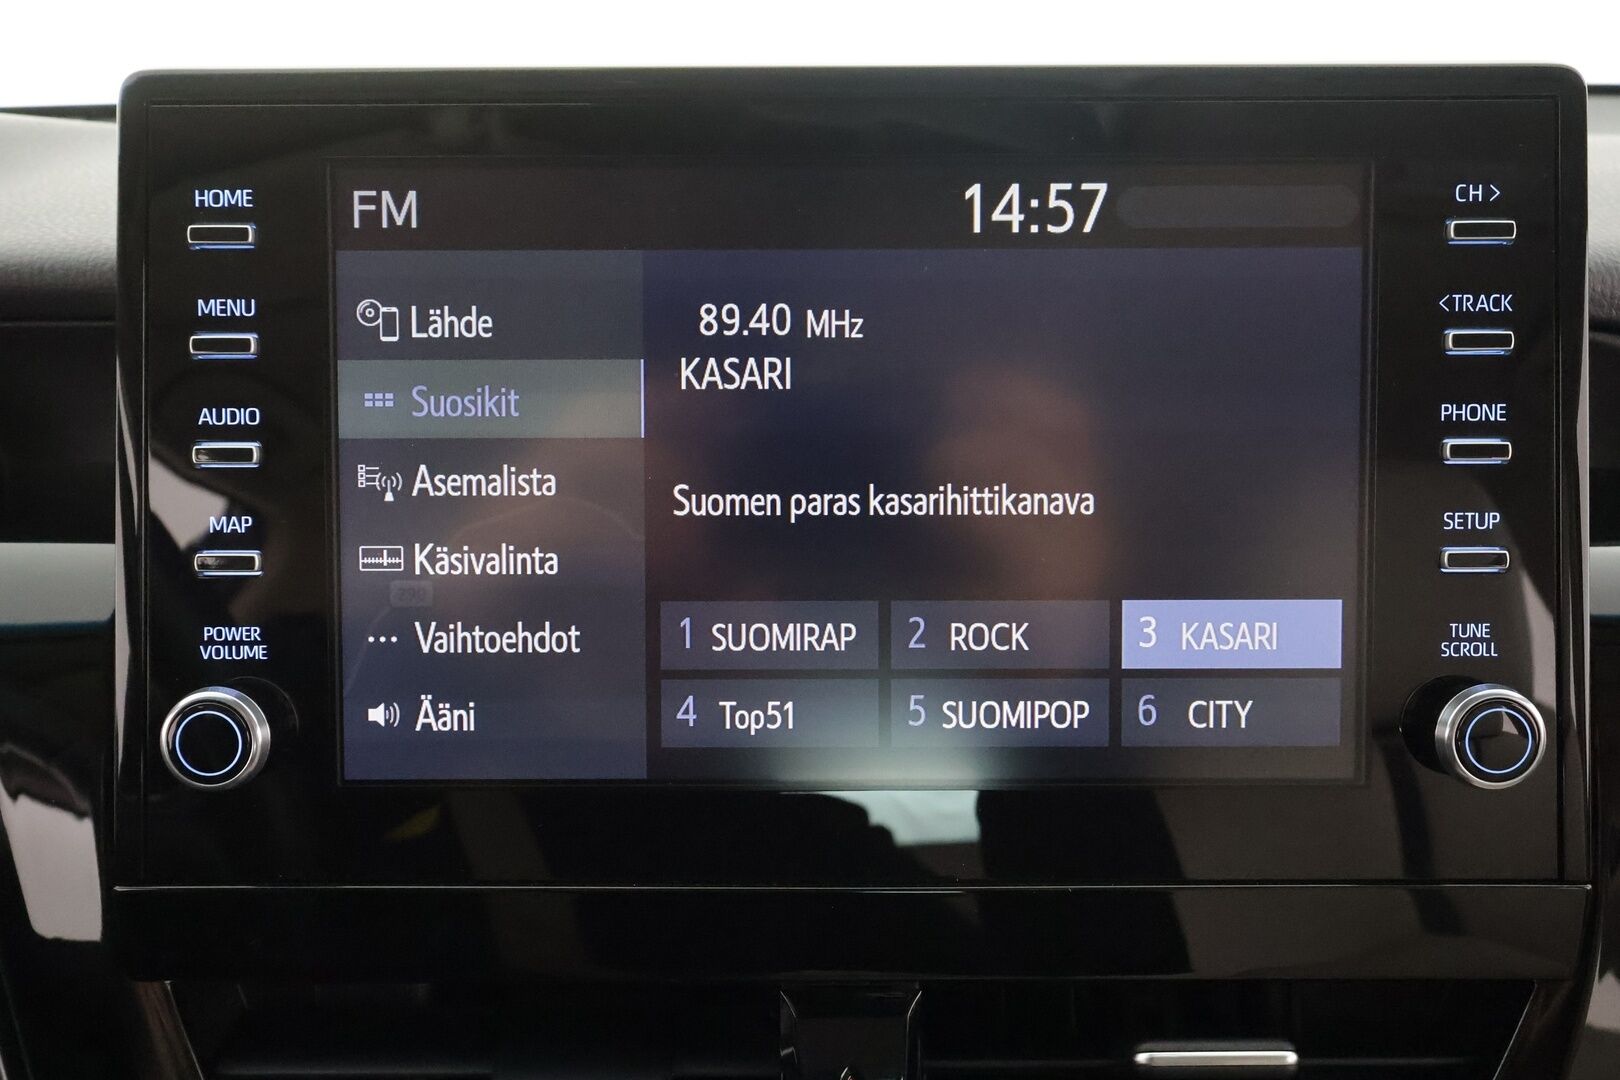 HOME
MENU
AUDIO
MAP
POWER
VOLUME
FM
14:57
Lähde
Suosikit
Asemalista
Käsivalinta
Vaihtoehdot
Ääni
89.40 MHz
KASARI
Suomen paras kasarihittikanava
1 SUOMIRAP
2 ROCK
3 KASARI
4 Top51
5 SUOMIPOP
6 CITY
CH >
< TRACK
PHONE
SETUP
TUNE
SCROLL